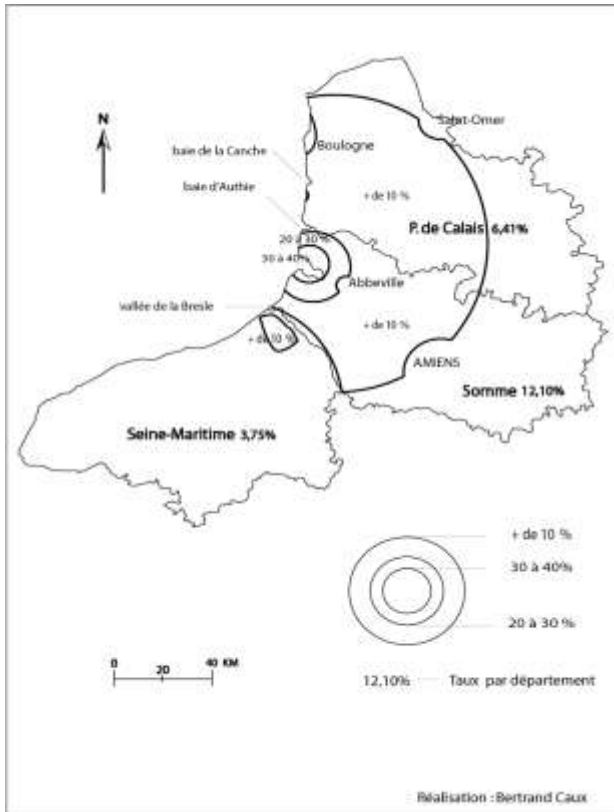 N
Saint-Omer
Boulogne
baie de la Canche
baie d'Authie
+ de 10 %
P. de Calais 6,41%
20 à 30 %
30 à 40%
Abbeville
vallée de la Bresle
+ de 10 %
+ de 10 %
AMIENS
Somme 12,10%
Seine-Maritime 3,75%
+ de 10 %
30 à 40%
20 à 30 %
0 20 40 KM
12,10% Taux par département
Réalisation : Bertrand Caux